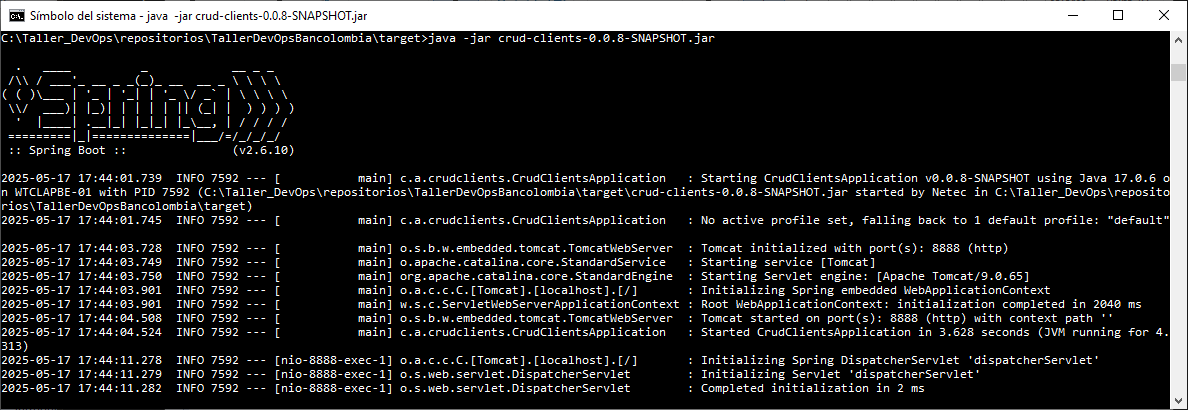 Símbolo del sistema - java  -jar crud-clients-0.0.8-SNAPSHOT.jar
C:\Taller_DevOps\repositorios\TallerDevOpsBancolombia\target>java -jar crud-clients-0.0.8-SNAPSHOT.jar
  .   ____          _            __ _ _
 /\\ / ___'_ __ _ _(_)_ __  __ _ \ \ \ \
( ( )\___ | '_ | '_| | '_ \/ _` | \ \ \ \
 \\/  ___)| |_)| | | | | || (_| |  ) ) ) )
  '  |____| .__|_| |_|_| |_\__, | / / / /
 =========|_|==============|___/=/_/_/_/
 :: Spring Boot ::               (v2.6.10)
2025-05-17 17:44:01.739  INFO 7592 --- [           main] c.a.crudclients.CrudClientsApplication   : Starting CrudClientsApplication v0.0.8-SNAPSHOT using Java 17.0.6 o
n WTCLAPBE-01 with PID 7592 (C:\Taller_DevOps\repositorios\TallerDevOpsBancolombia\target\crud-clients-0.0.8-SNAPSHOT.jar started by Netec in C:\Taller_DevOps\reposito
rios\TallerDevOpsBancolombia\target)
2025-05-17 17:44:01.745  INFO 7592 --- [           main] c.a.crudclients.CrudClientsApplication   : No active profile set, falling back to 1 default profile: "default"
2025-05-17 17:44:03.728  INFO 7592 --- [           main] o.s.b.w.embedded.tomcat.TomcatWebServer  : Tomcat initialized with port(s): 8888 (http)
2025-05-17 17:44:03.749  INFO 7592 --- [           main] o.apache.catalina.core.StandardService   : Starting service [Tomcat]
2025-05-17 17:44:03.750  INFO 7592 --- [           main] org.apache.catalina.core.StandardEngine  : Starting Servlet engine: [Apache Tomcat/9.0.65]
2025-05-17 17:44:03.901  INFO 7592 --- [           main] o.a.c.c.C.[Tomcat].[localhost].[/]       : Initializing Spring embedded WebApplicationContext
2025-05-17 17:44:03.901  INFO 7592 --- [           main] w.s.c.ServletWebServerApplicationContext : Root WebApplicationContext: initialization completed in 2040 ms
2025-05-17 17:44:04.508  INFO 7592 --- [           main] o.s.b.w.embedded.tomcat.TomcatWebServer  : Tomcat started on port(s): 8888 (http) with context path ''
2025-05-17 17:44:04.524  INFO 7592 --- [           main] c.a.crudclients.CrudClientsApplication   : Started CrudClientsApplication in 3.628 seconds (JVM running for 4.
313)
2025-05-17 17:44:11.278  INFO 7592 --- [nio-8888-exec-1] o.a.c.c.C.[Tomcat].[localhost].[/]       : Initializing Spring DispatcherServlet 'dispatcherServlet'
2025-05-17 17:44:11.279  INFO 7592 --- [nio-8888-exec-1] o.s.web.servlet.DispatcherServlet        : Initializing Servlet 'dispatcherServlet'
2025-05-17 17:44:11.282  INFO 7592 --- [nio-8888-exec-1] o.s.web.servlet.DispatcherServlet        : Completed initialization in 2 ms